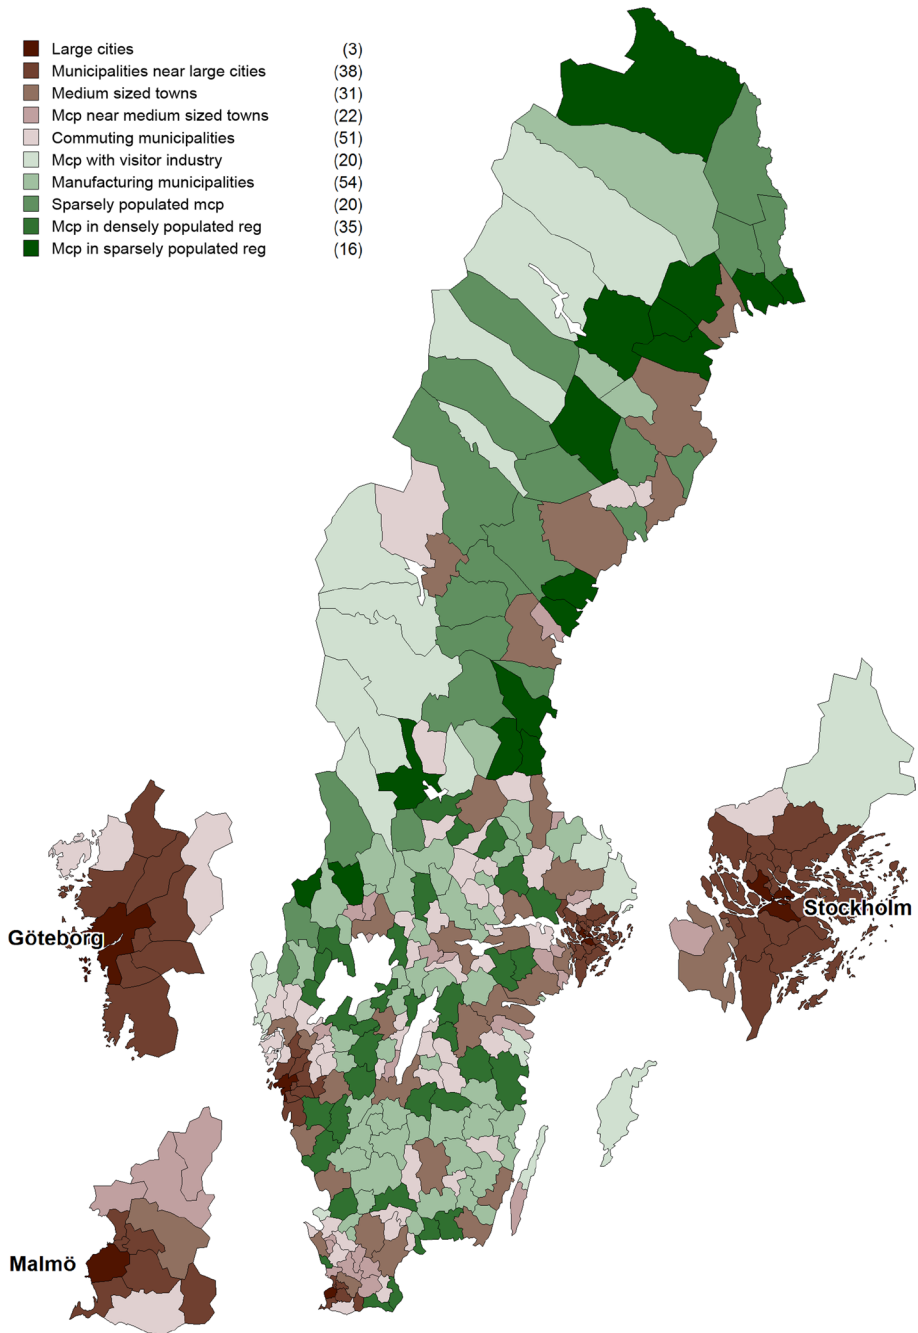 Large cities (3)
Municipalities near large cities (38)
Medium sized towns (31)
Mcp near medium sized towns (22)
Commuting municipalities (51)
Mcp with visitor industry (20)
Manufacturing municipalities (54)
Sparsely populated mcp (20)
Mcp in densely populated reg (35)
Mcp in sparsely populated reg (16)
Stockholm
Göteborg
Malmö